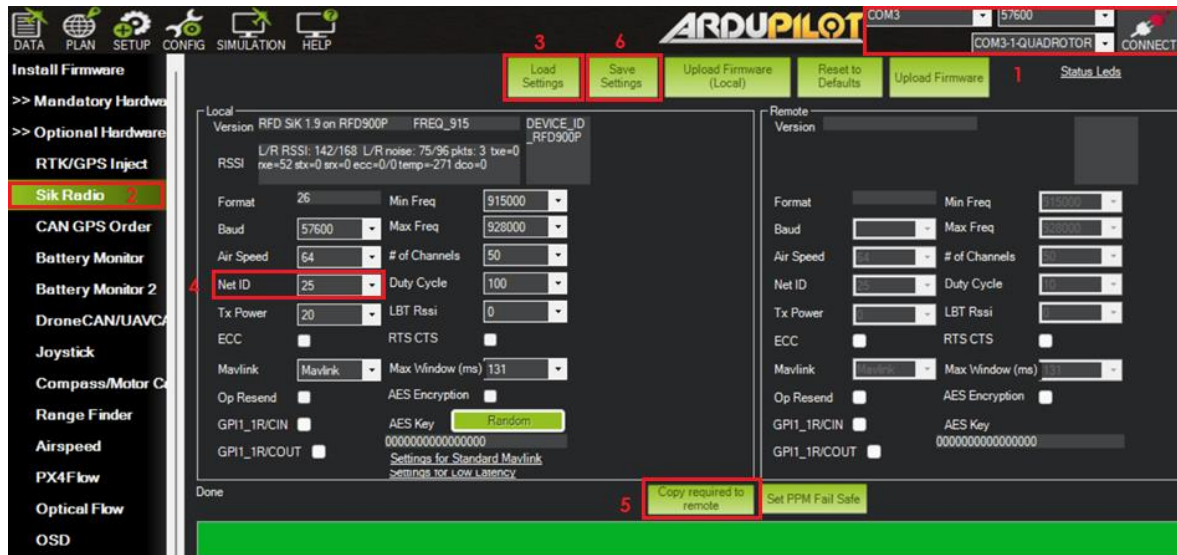 DATA PLAN SETUP CONFIG SIMULATION HELP
ARDUPILOT
COM3 57600
COM3-1-QUADROTOR CONNECT
1
Install Firmware
>> Mandatory Hardwa
>> Optional Hardware
RTK/GPS Inject
Sik Radio 2
CAN GPS Order
Battery Monitor
Battery Monitor 2
DroneCAN/UAVCA
Joystick
Compass/Motor Ca
Range Finder
Airspeed
PX4Flow
Optical Flow
OSD
3 6
Load Settings
Save Settings
Upload Firmware (Local)
Reset to Defaults
Upload Firmware
Status Leds
Local
Version RFD SiK 1.9 on RFD900P FREQ_915 DEVICE_ID
_RFD900P
RSSI
L/R RSSI: 142/168 L/R noise: 75/96 pkts: 3 txe=0
rxe=52 stx=0 srx=0 ecc=0/0 temp=-271 dco=0
Format 26 Min Freq 915000
Baud 57600 Max Freq 928000
Air Speed 64 # of Channels 50
4 Net ID 25 Duty Cycle 100
Tx Power 20 LBT Rssi 0
ECC RTS CTS
Mavlink Mavlink Max Window (ms) 131
Op Resend AES Encryption
GPI1_1R/CIN AES Key Random
0000000000000000
GPI1_1R/COUT Settings for Standard Mavlink
Settings for Low Latency
Remote
Version
Format Min Freq 915000
Baud Max Freq 928000
Air Speed 64 # of Channels 50
Net ID 25 Duty Cycle 10
Tx Power 0 LBT Rssi
ECC RTS CTS
Mavlink Mavlink Max Window (ms) 131
Op Resend AES Encryption
GPI1_1R/CIN AES Key
0000000000000000
GPI1_1R/COUT
Done
5 Copy required to remote
Set PPM Fail Safe